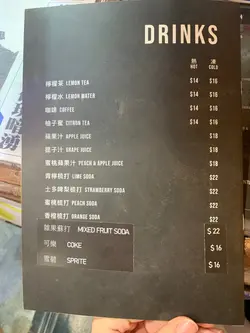 DRINKS
熱 凍
HOT COLD
檸檬茶 LEMON TEA $14 $16
檸檬水 LEMON WATER $14 $16
咖啡 COFFEE $14 $16
柚子蜜 CITRON TEA $14 $16
蘋果汁 APPLE JUICE $18
提子汁 GRAPE JUICE $18
蜜桃蘋果汁 PEACH & APPLE JUICE $18
青檸梳打 LIME SODA $22
士多啤梨梳打 STRAWBERRY SODA $22
蜜桃梳打 PEACH SODA $22
香橙梳打 ORANGE SODA $22
雜果蘇打 MIXED FRUIT SODA $22
可樂 COKE $16
雪碧 SPRITE $16